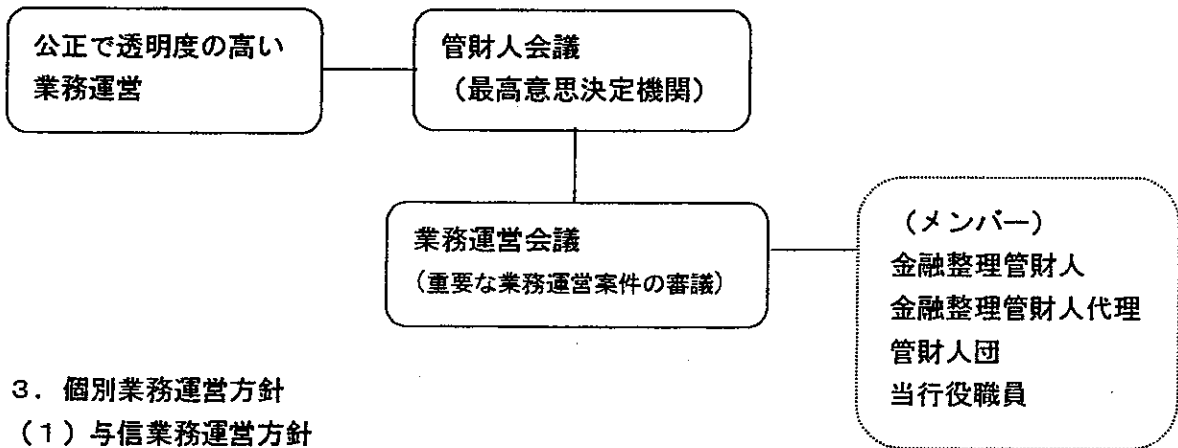 公正で透明度の高い
業務運営
管財人会議
（最高意思決定機関）
業務運営会議
（重要な業務運営案件の審議）
（メンバー）
金融整理管財人
金融整理管財人代理
管財人団
当行役職員
３．個別業務運営方針
（１）与信業務運営方針